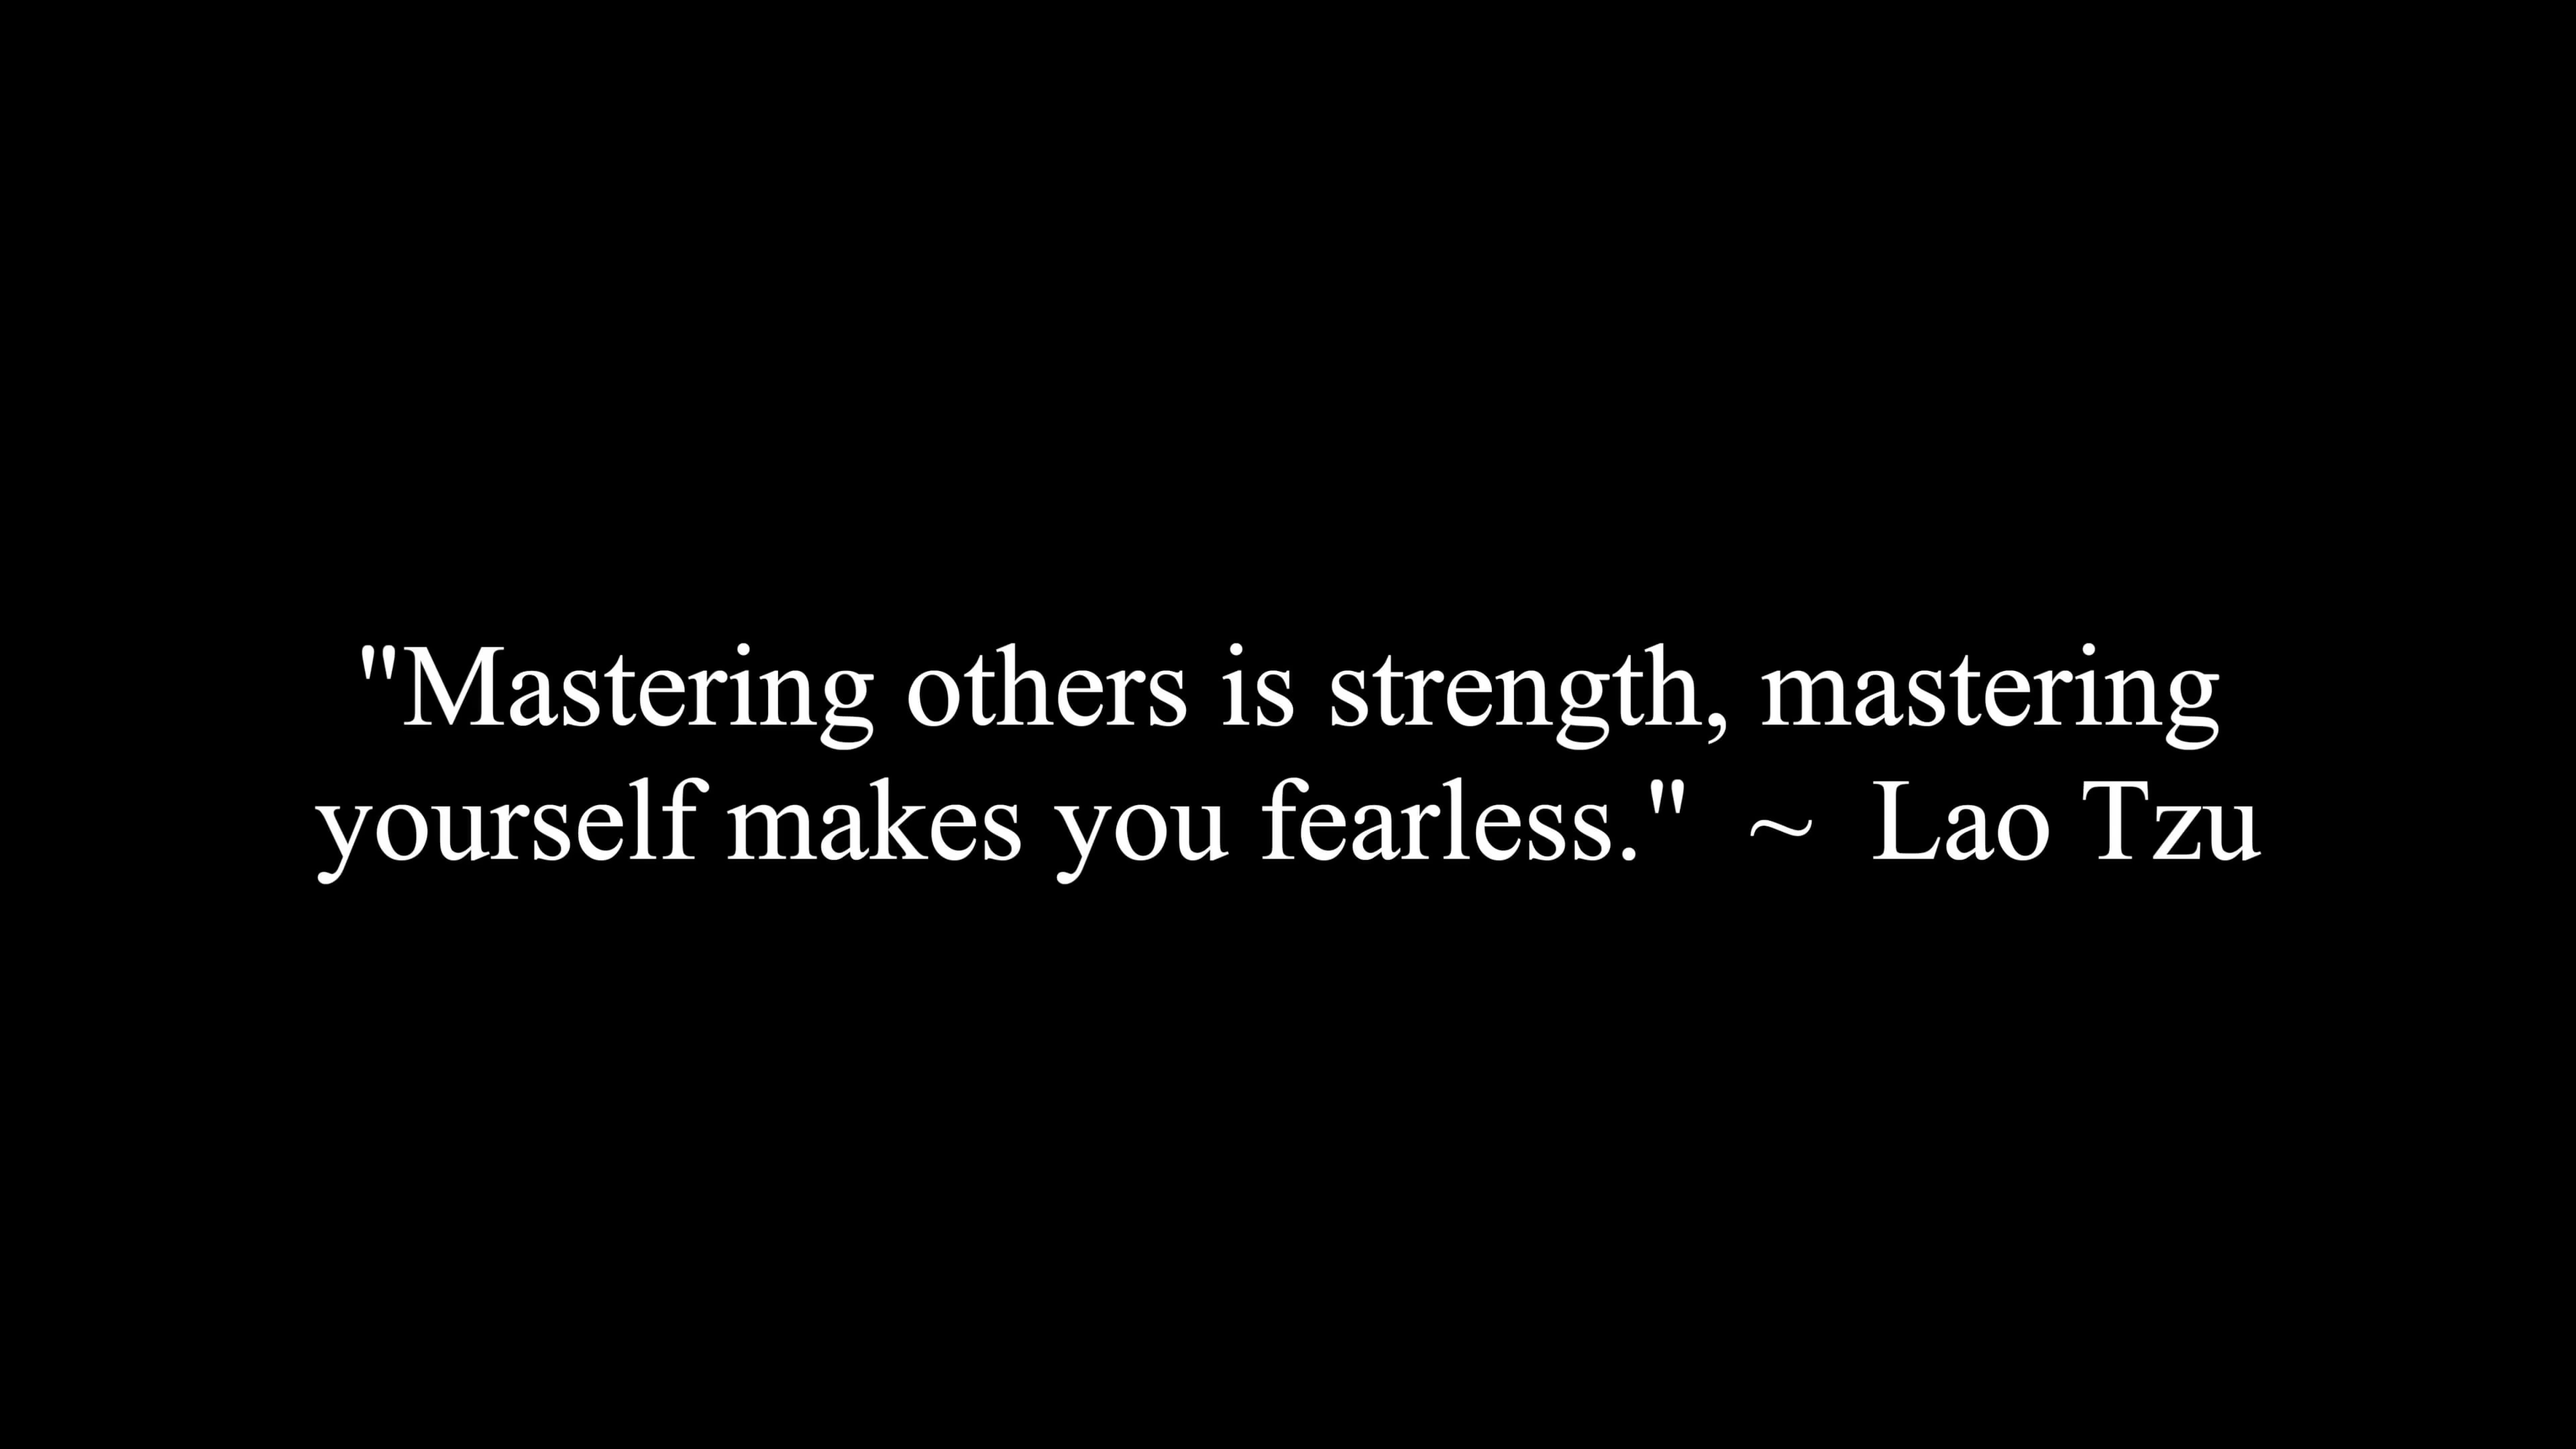 "Mastering others is strength, mastering
yourself makes you fearless."  ~  Lao Tzu